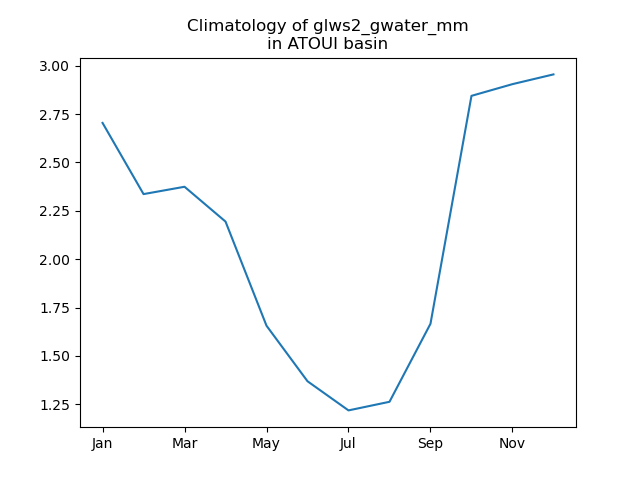 Climatology of glws2_gwater_mm
in ATOUI basin
3.00
2.75
2.50
2.25
2.00
1.75
1.50
1.25
Jan
Mar
May
Jul
Sep
Nov